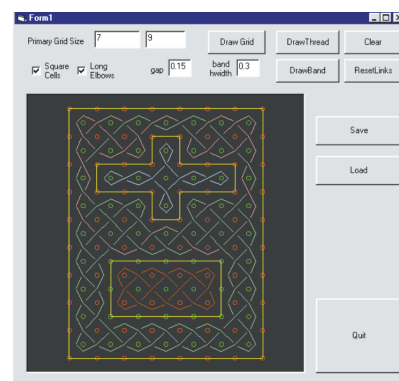 Form1
Primary Grid Size 7 9 Draw Grid DrawThread Clear
Square Cells Long Elbows gap 0.15 band hwidth 0.3 DrawBand ResetLinks
Save
Load
Quit